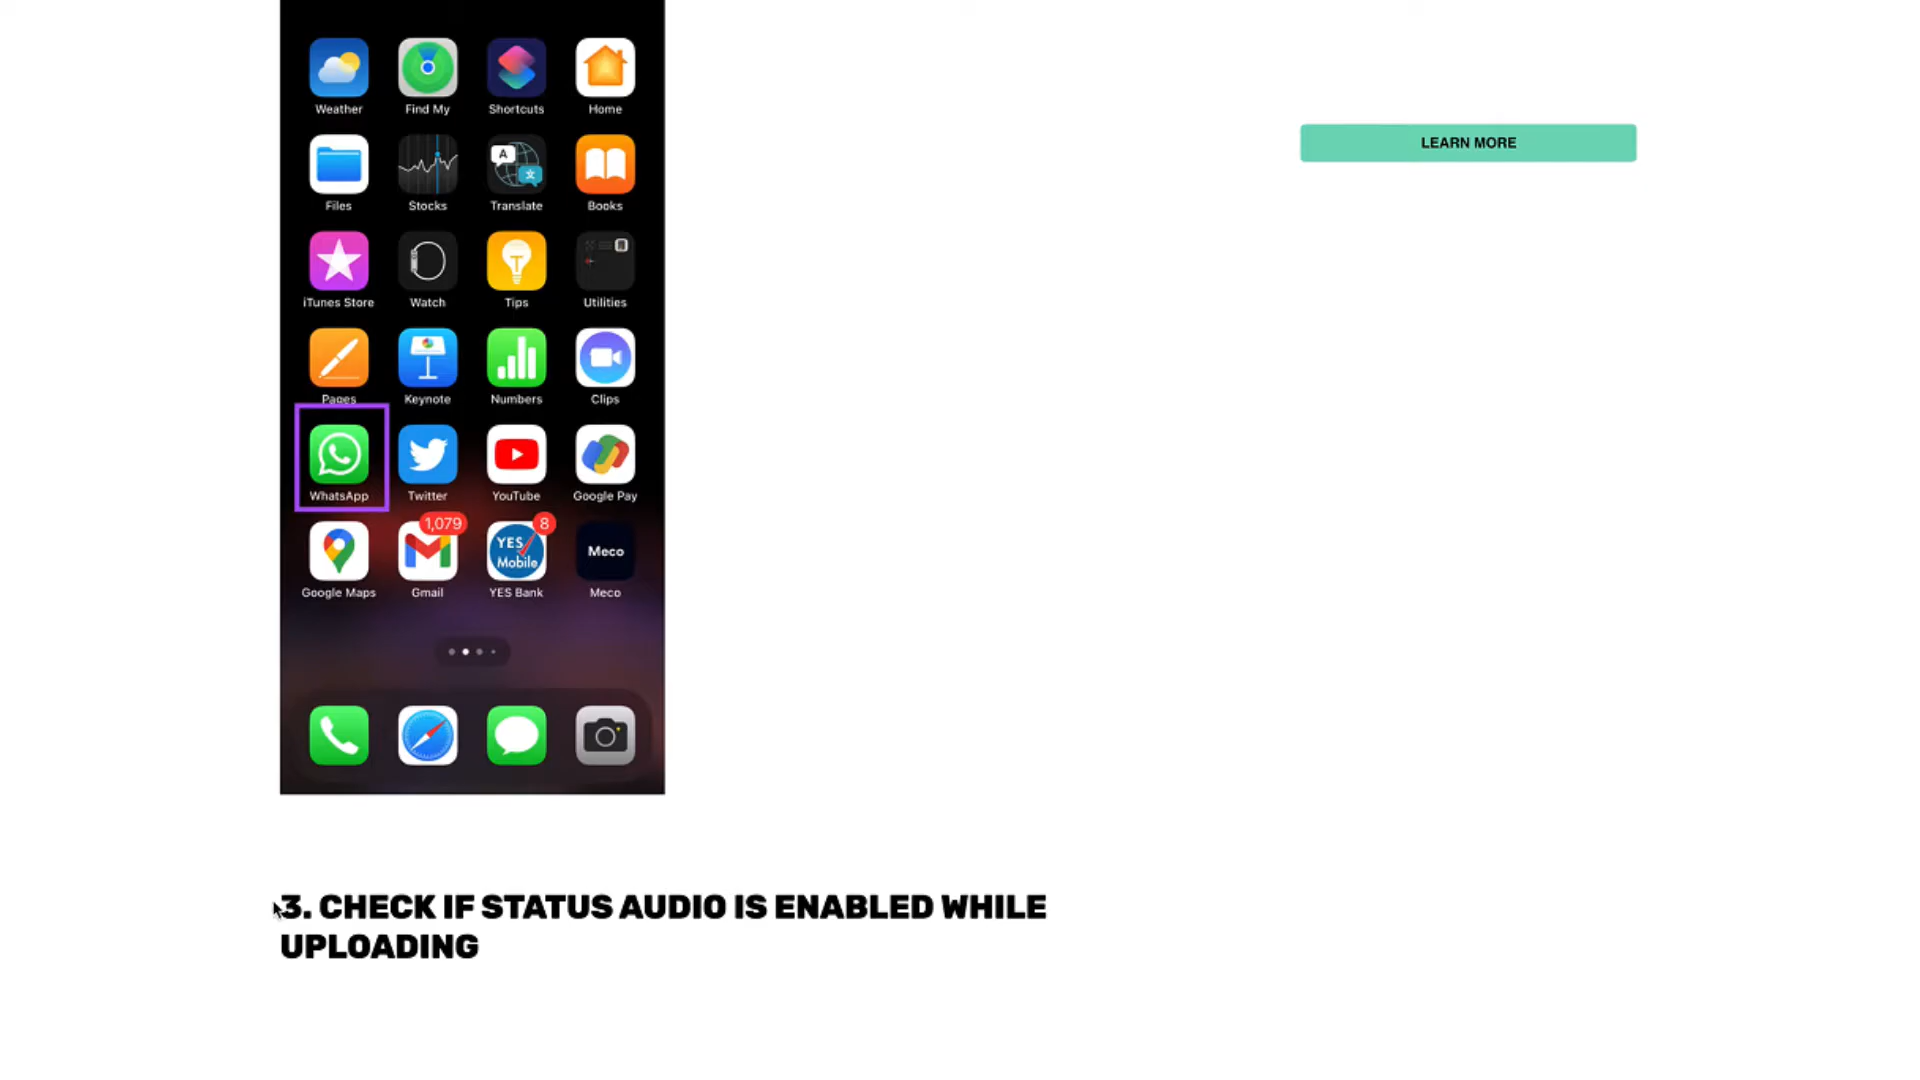 Weather Find My Shortcuts Home
LEARN MORE
A
Files Stocks Translate Books
T
iTunes Store Watch Tips Utilities
Pages Keynote Numbers Clips
WhatsApp Twitter YouTube Google Pay
1,079 8
YES
Mobile
Meco
Google Maps Gmail YES Bank Meco
3. CHECK IF STATUS AUDIO IS ENABLED WHILE
UPLOADING